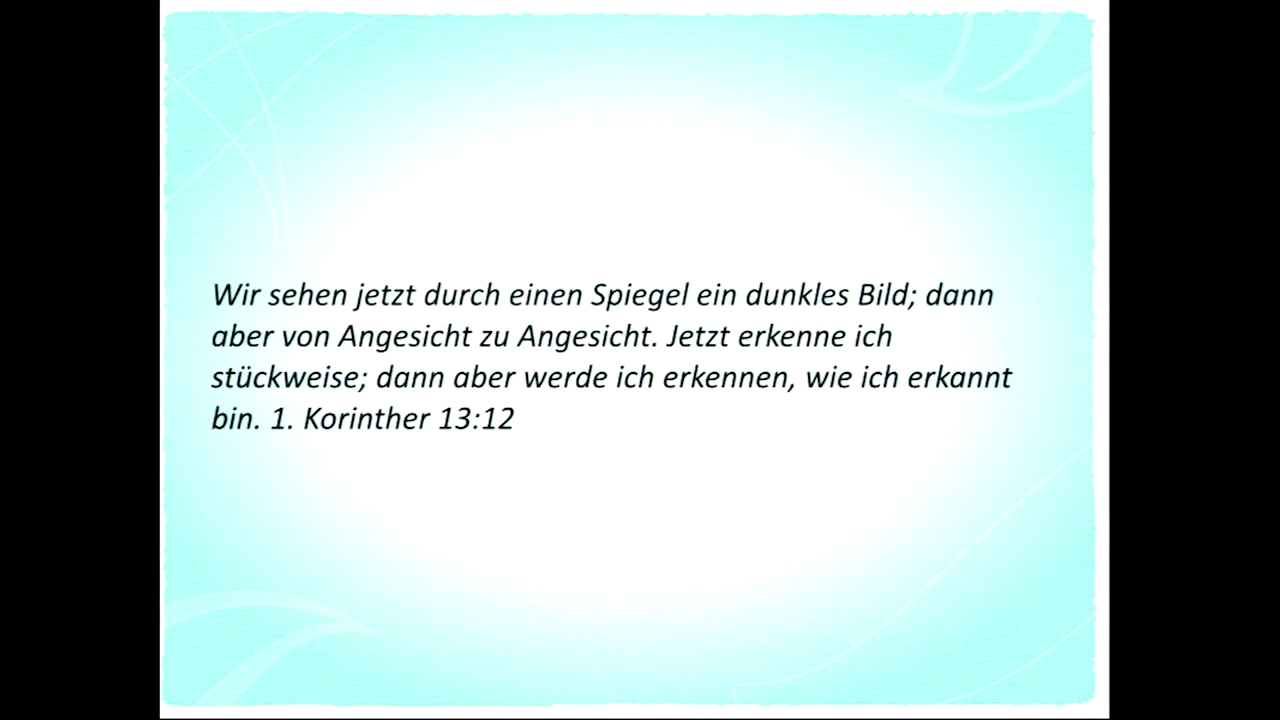 Wir sehen jetzt durch einen Spiegel ein dunkles Bild; dann
aber von Angesicht zu Angesicht. Jetzt erkenne ich
stückweise; dann aber werde ich erkennen, wie ich erkannt
bin. 1. Korinther 13:12